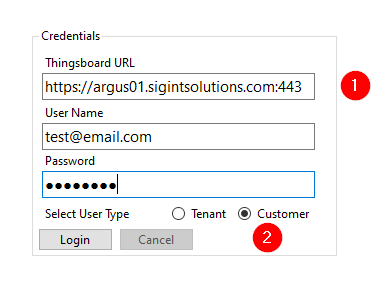 Credentials
Thingsboard URL
https://argus01.sigintsolutions.com:443
1
User Name
test@email.com
Password
●●●●●●●●
Select User Type Tenant Customer
Login Cancel 2